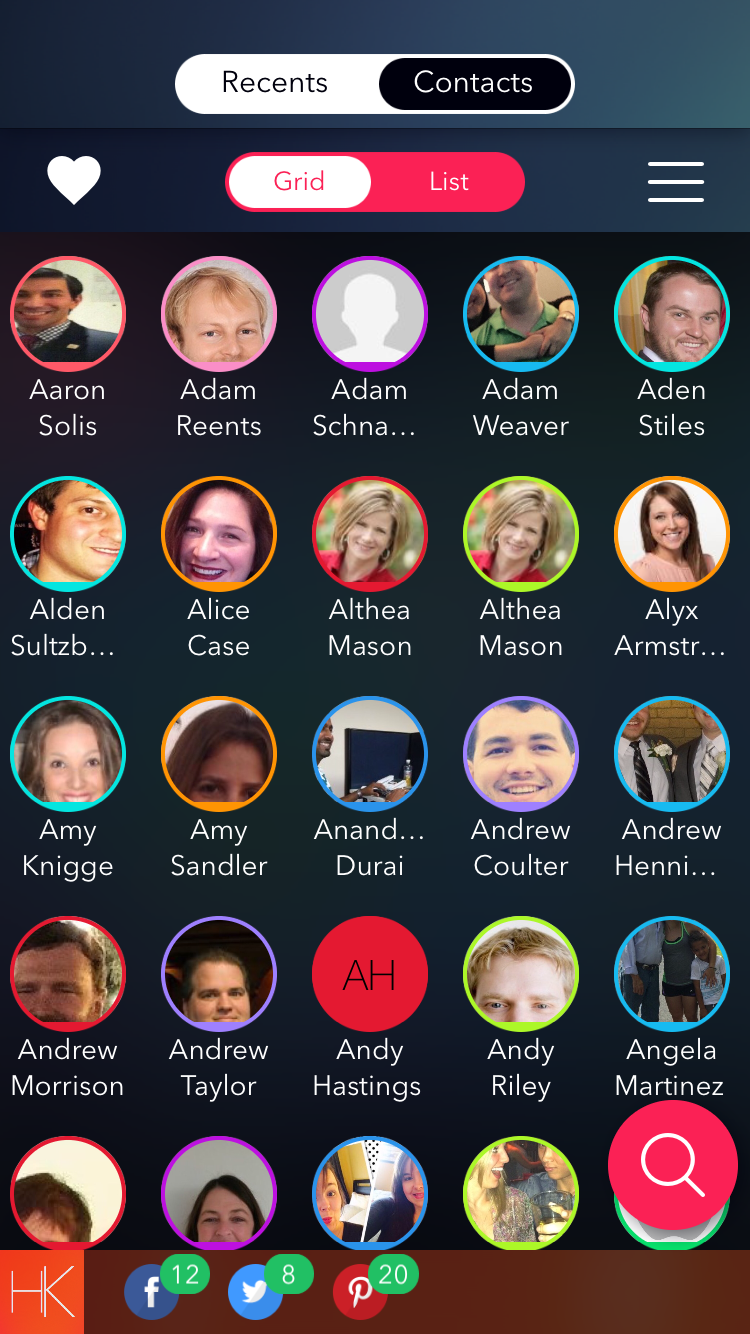 Recents Contacts
Grid List
Aaron Solis
Adam Reents
Adam Schna…
Adam Weaver
Aden Stiles
Alden Sultzb…
Alice Case
Althea Mason
Althea Mason
Alyx Armstr…
Amy Knigge
Amy Sandler
Anand… Durai
Andrew Coulter
Andrew Henni…
AH
Andrew Morrison
Andrew Taylor
Andy Hastings
Andy Riley
Angela Martinez
HK 12 8 20